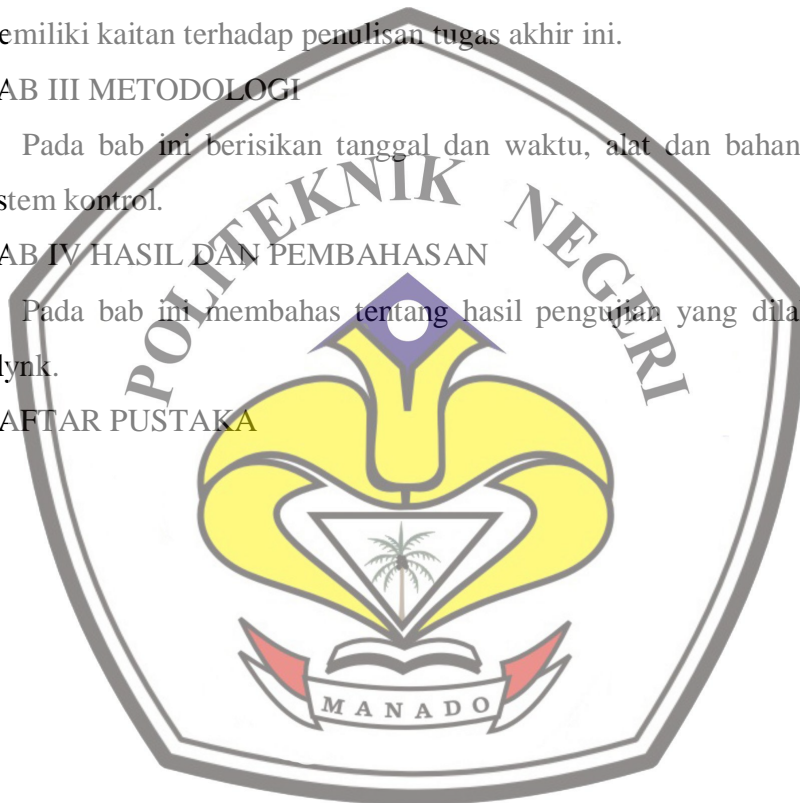 emiliki kaitan terhadap penulisan tugas akhir ini.
AB III METODOLOGI
Pada bab ini berisikan tanggal dan waktu, alat dan bahan
stem kontrol.
AB IV HASIL DAN PEMBAHASAN
Pada bab ini membahas tentang hasil pengujian yang dila
lynk.
AFTAR PUSTAKA
POLITEKNIK NEGERI
MANADO